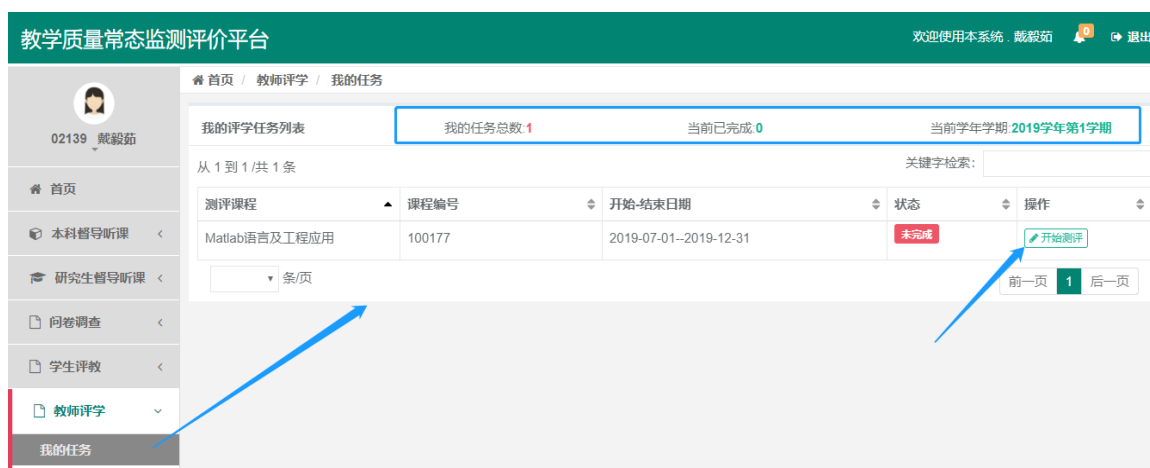 教学质量常态监测评价平台
欢迎使用本系统 . 戴毅茹 0 退出
02139 戴毅茹
首页 / 教师评学 / 我的任务
我的评学任务列表 我的任务总数:1 当前已完成:0 当前学年学期:2019学年第1学期
从 1 到 1 /共 1 条 关键字检索:
测评课程 课程编号 开始-结束日期 状态 操作
Matlab语言及工程应用 100177 2019-07-01--2019-12-31 未完成 开始测评
条/页 前一页 1 后一页
首页
本科督导听课
研究生督导听课
问卷调查
学生评教
教师评学
我的任务